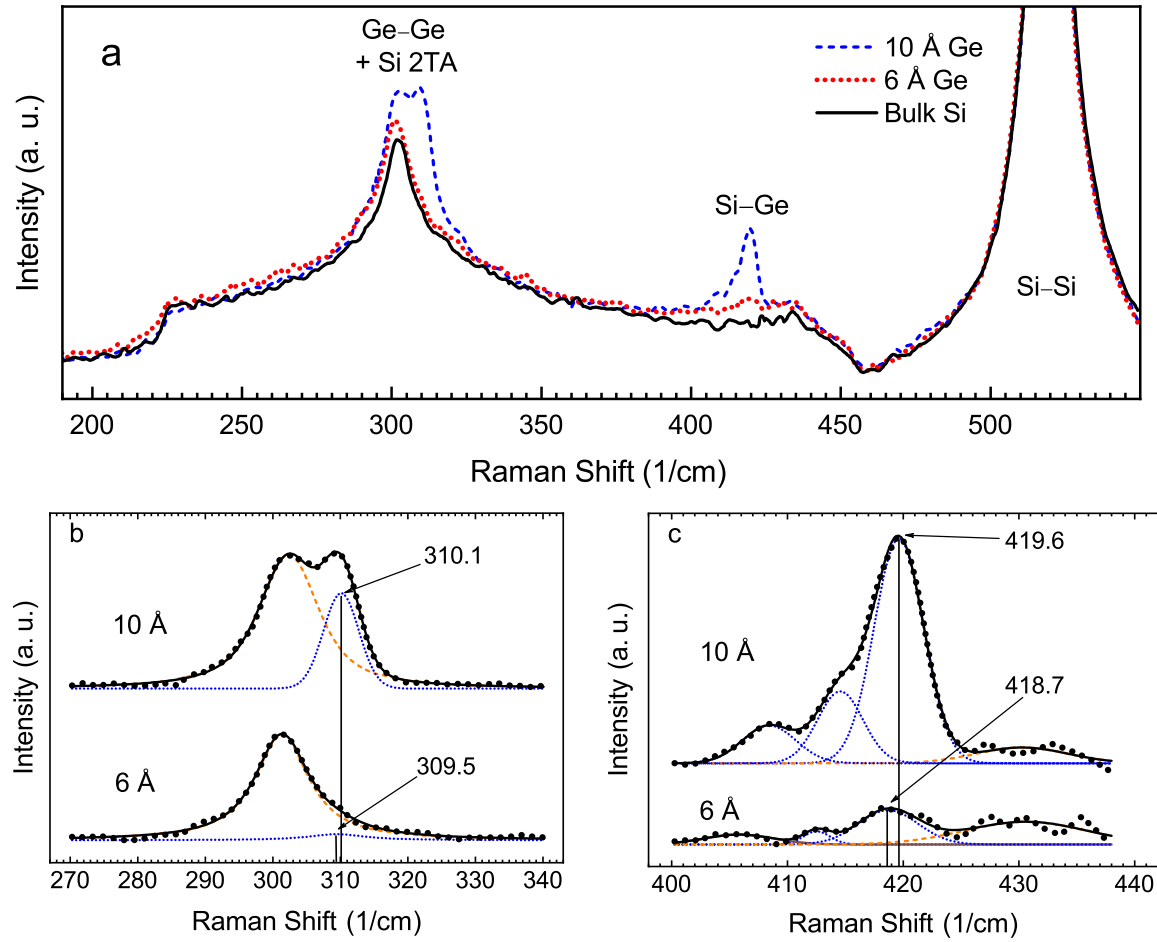 a
Ge–Ge
+ Si 2TA
10 Å Ge
6 Å Ge
Bulk Si
Si–Ge
Si–Si
Intensity (a. u.)
200 250 300 350 400 450 500
Raman Shift (1/cm)
b
310.1
10 Å
309.5
6 Å
Intensity (a. u.)
270 280 290 300 310 320 330 340
Raman Shift (1/cm)
c
419.6
10 Å
418.7
6 Å
Intensity (a. u.)
400 410 420 430 440
Raman Shift (1/cm)